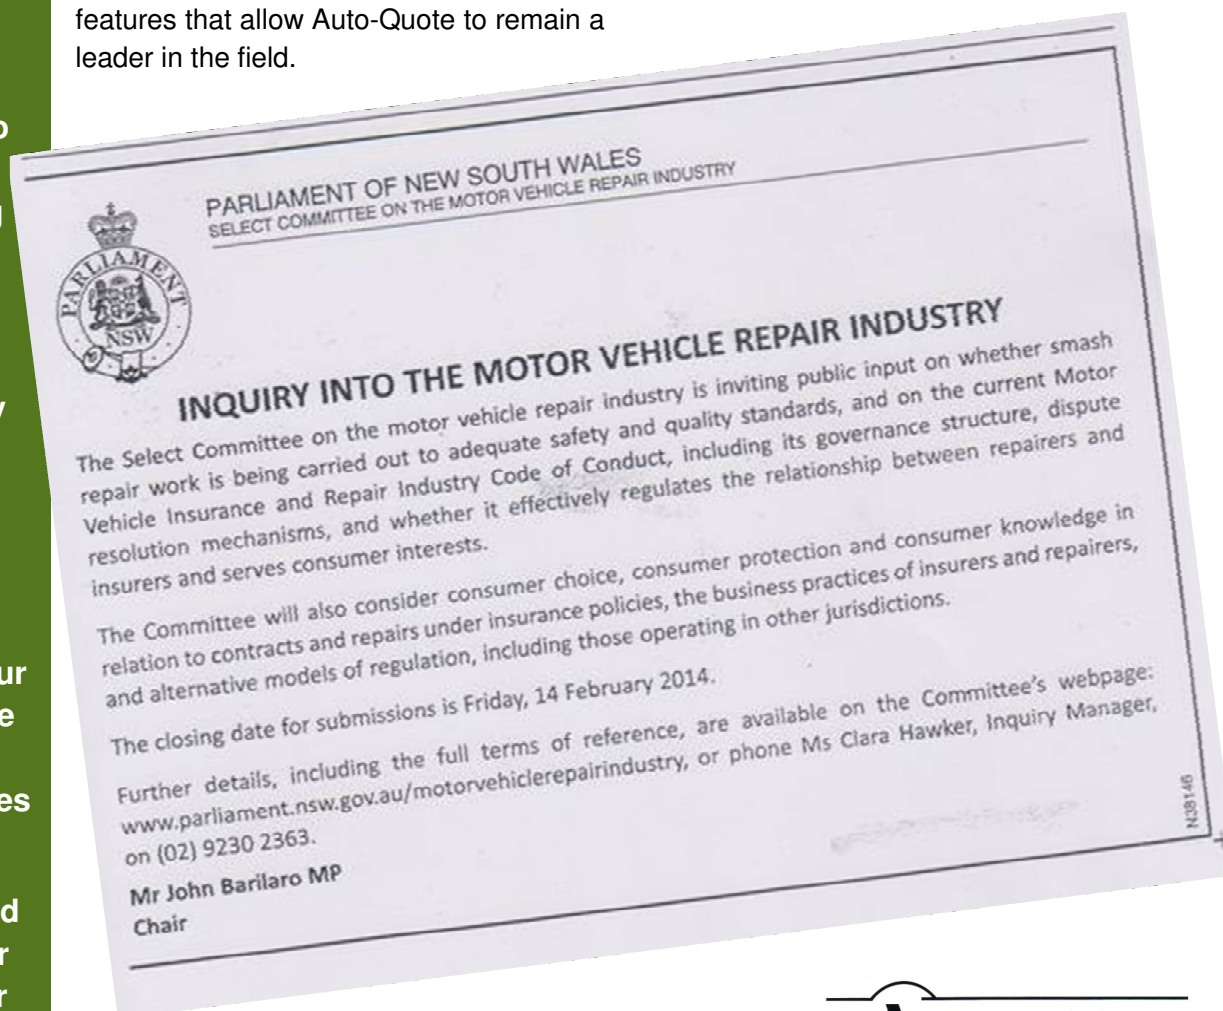 features that allow Auto-Quote to remain a
leader in the field.
PARLIAMENT OF NEW SOUTH WALES
SELECT COMMITTEE ON THE MOTOR VEHICLE REPAIR INDUSTRY
PARLIAMENT
NSW
INQUIRY INTO THE MOTOR VEHICLE REPAIR INDUSTRY
The Select Committee on the motor vehicle repair industry is inviting public input on whether smash
repair work is being carried out to adequate safety and quality standards, and on the current Motor
Vehicle Insurance and Repair Industry Code of Conduct, including its governance structure, dispute
resolution mechanisms, and whether it effectively regulates the relationship between repairers and
insurers and serves consumer interests.
The Committee will also consider consumer choice, consumer protection and consumer knowledge in
relation to contracts and repairs under insurance policies, the business practices of insurers and repairers,
and alternative models of regulation, including those operating in other jurisdictions.
The closing date for submissions is Friday, 14 February 2014.
Further details, including the full terms of reference, are available on the Committee's webpage:
www.parliament.nsw.gov.au/motorvehiclerepairindustry, or phone Ms Clara Hawker, Inquiry Manager,
on (02) 9230 2363.
Mr John Barilaro MP
Chair
N38146